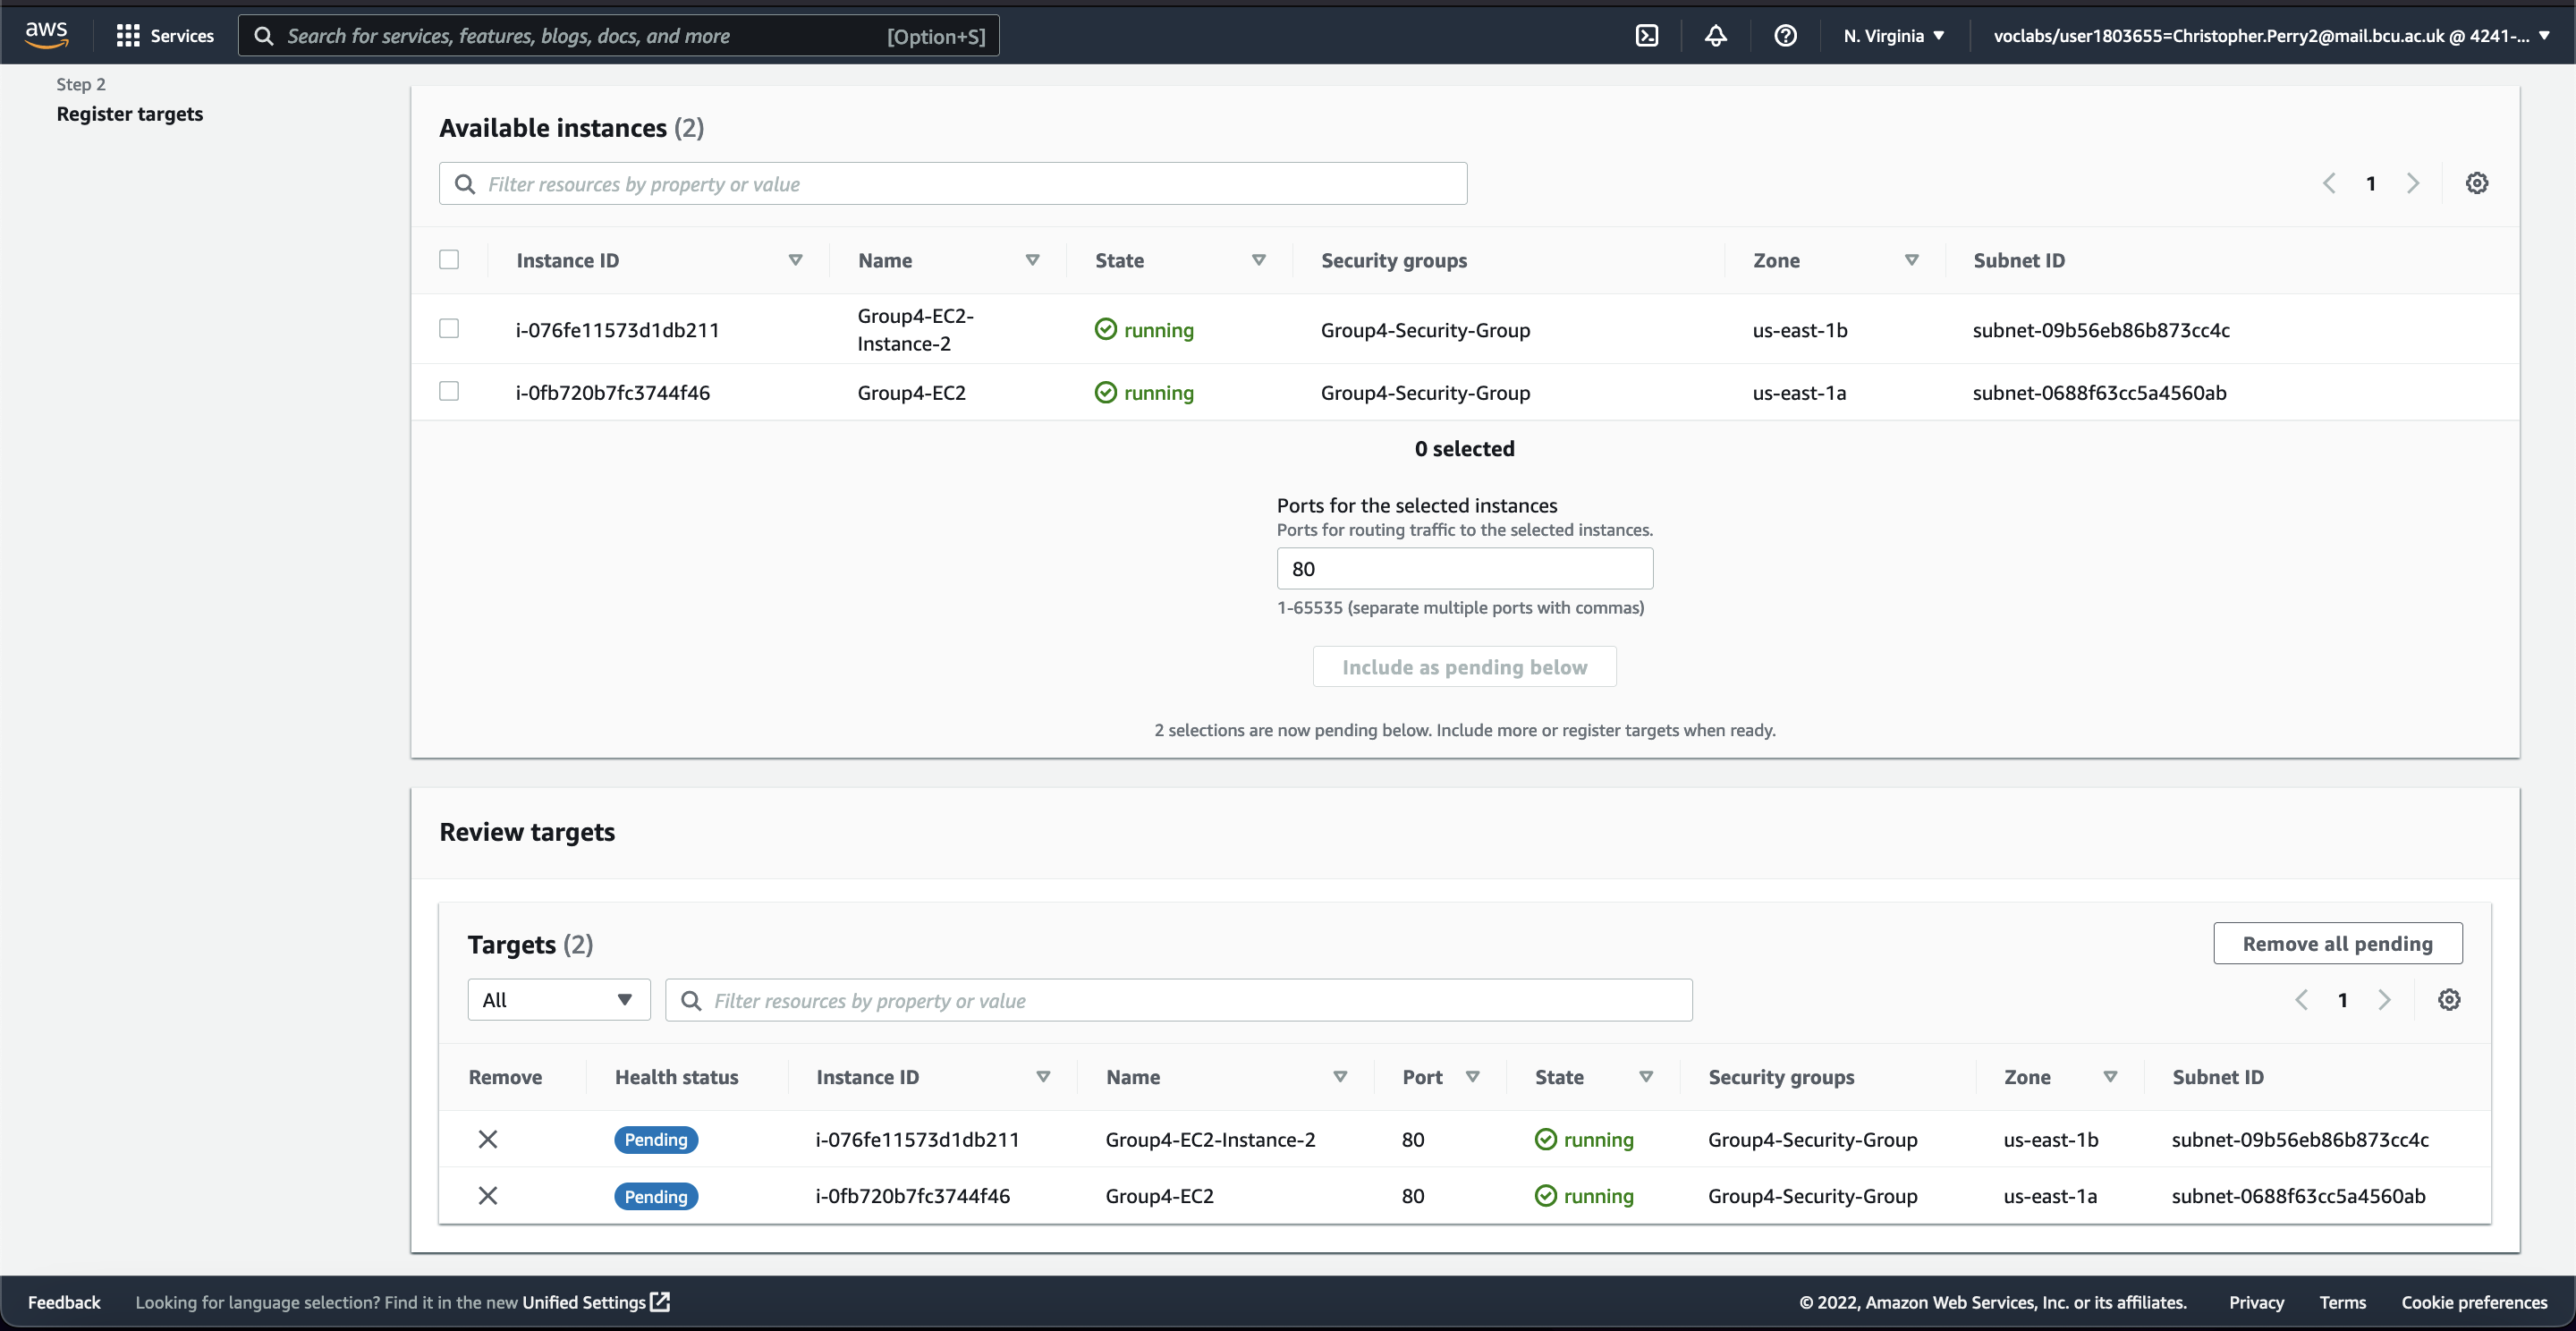 aws Services Search for services, features, blogs, docs, and more [Option+S] N. Virginia voclabs/user1803655=Christopher.Perry2@mail.bcu.ac.uk @ 4241-...
Step 2
Register targets
Available instances (2)
Filter resources by property or value
1
Instance ID Name State Security groups Zone Subnet ID
i-076fe11573d1db211 Group4-EC2-Instance-2 running Group4-Security-Group us-east-1b subnet-09b56eb86b873cc4c
i-0fb720b7fc3744f46 Group4-EC2 running Group4-Security-Group us-east-1a subnet-0688f63cc5a4560ab
0 selected
Ports for the selected instances
Ports for routing traffic to the selected instances.
80
1-65535 (separate multiple ports with commas)
Include as pending below
2 selections are now pending below. Include more or register targets when ready.
Review targets
Targets (2)
Remove all pending
All Filter resources by property or value 1
Remove Health status Instance ID Name Port State Security groups Zone Subnet ID
Pending i-076fe11573d1db211 Group4-EC2-Instance-2 80 running Group4-Security-Group us-east-1b subnet-09b56eb86b873cc4c
Pending i-0fb720b7fc3744f46 Group4-EC2 80 running Group4-Security-Group us-east-1a subnet-0688f63cc5a4560ab
Feedback Looking for language selection? Find it in the new Unified Settings © 2022, Amazon Web Services, Inc. or its affiliates. Privacy Terms Cookie preferences